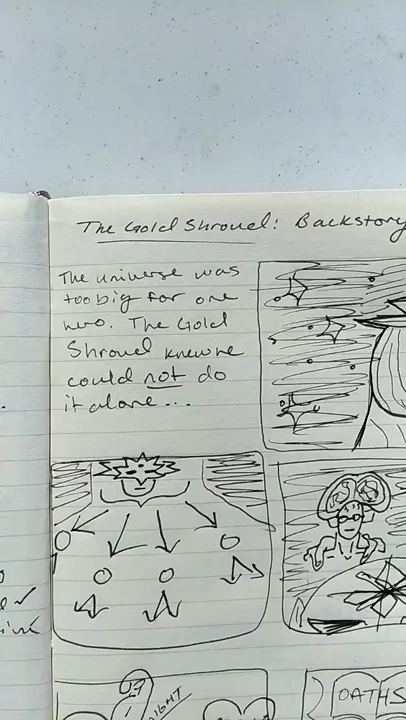 The Gold Shroud: Backstory
The universe was
too big for one
hero. The Gold
Shroud knew he
could not do
it alone...
OATHS